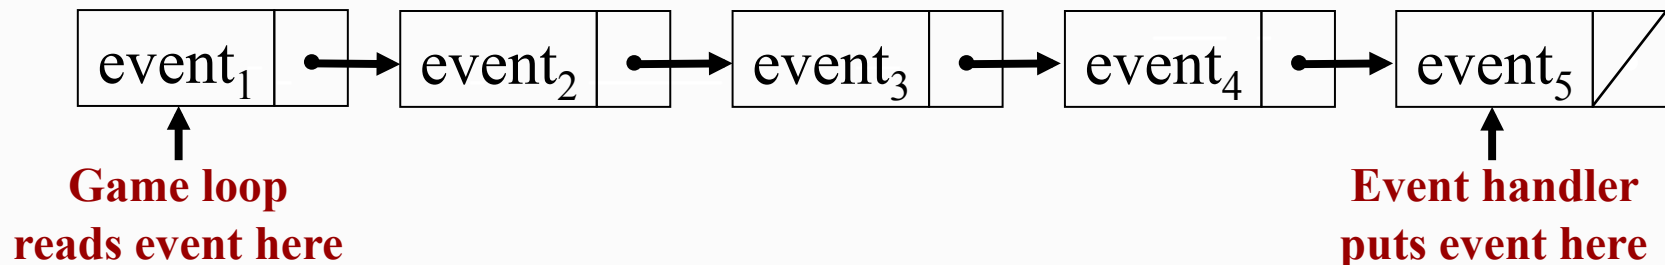 event₁ event₂ event₃ event₄ event₅
Game loop
reads event here
Event handler
puts event here